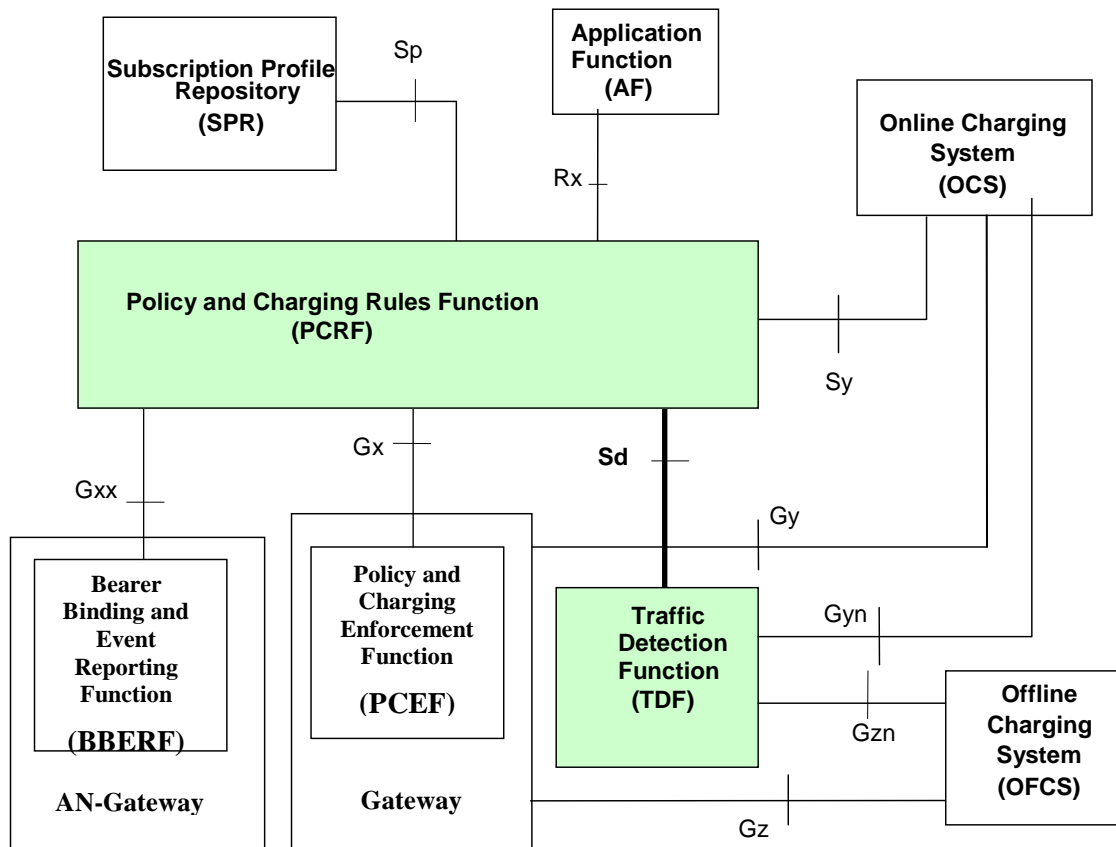 Subscription Profile
Repository
(SPR)
Sp
Application
Function
(AF)
Rx
Online Charging
System
(OCS)
Policy and Charging Rules Function
(PCRF)
Sy
Gxx
Gx
Sd
Gy
Bearer
Binding and
Event
Reporting
Function
(BBERF)
AN-Gateway
Policy and
Charging
Enforcement
Function
(PCEF)
Gateway
Traffic
Detection
Function
(TDF)
Gyn
Gzn
Gz
Offline
Charging
System
(OFCS)